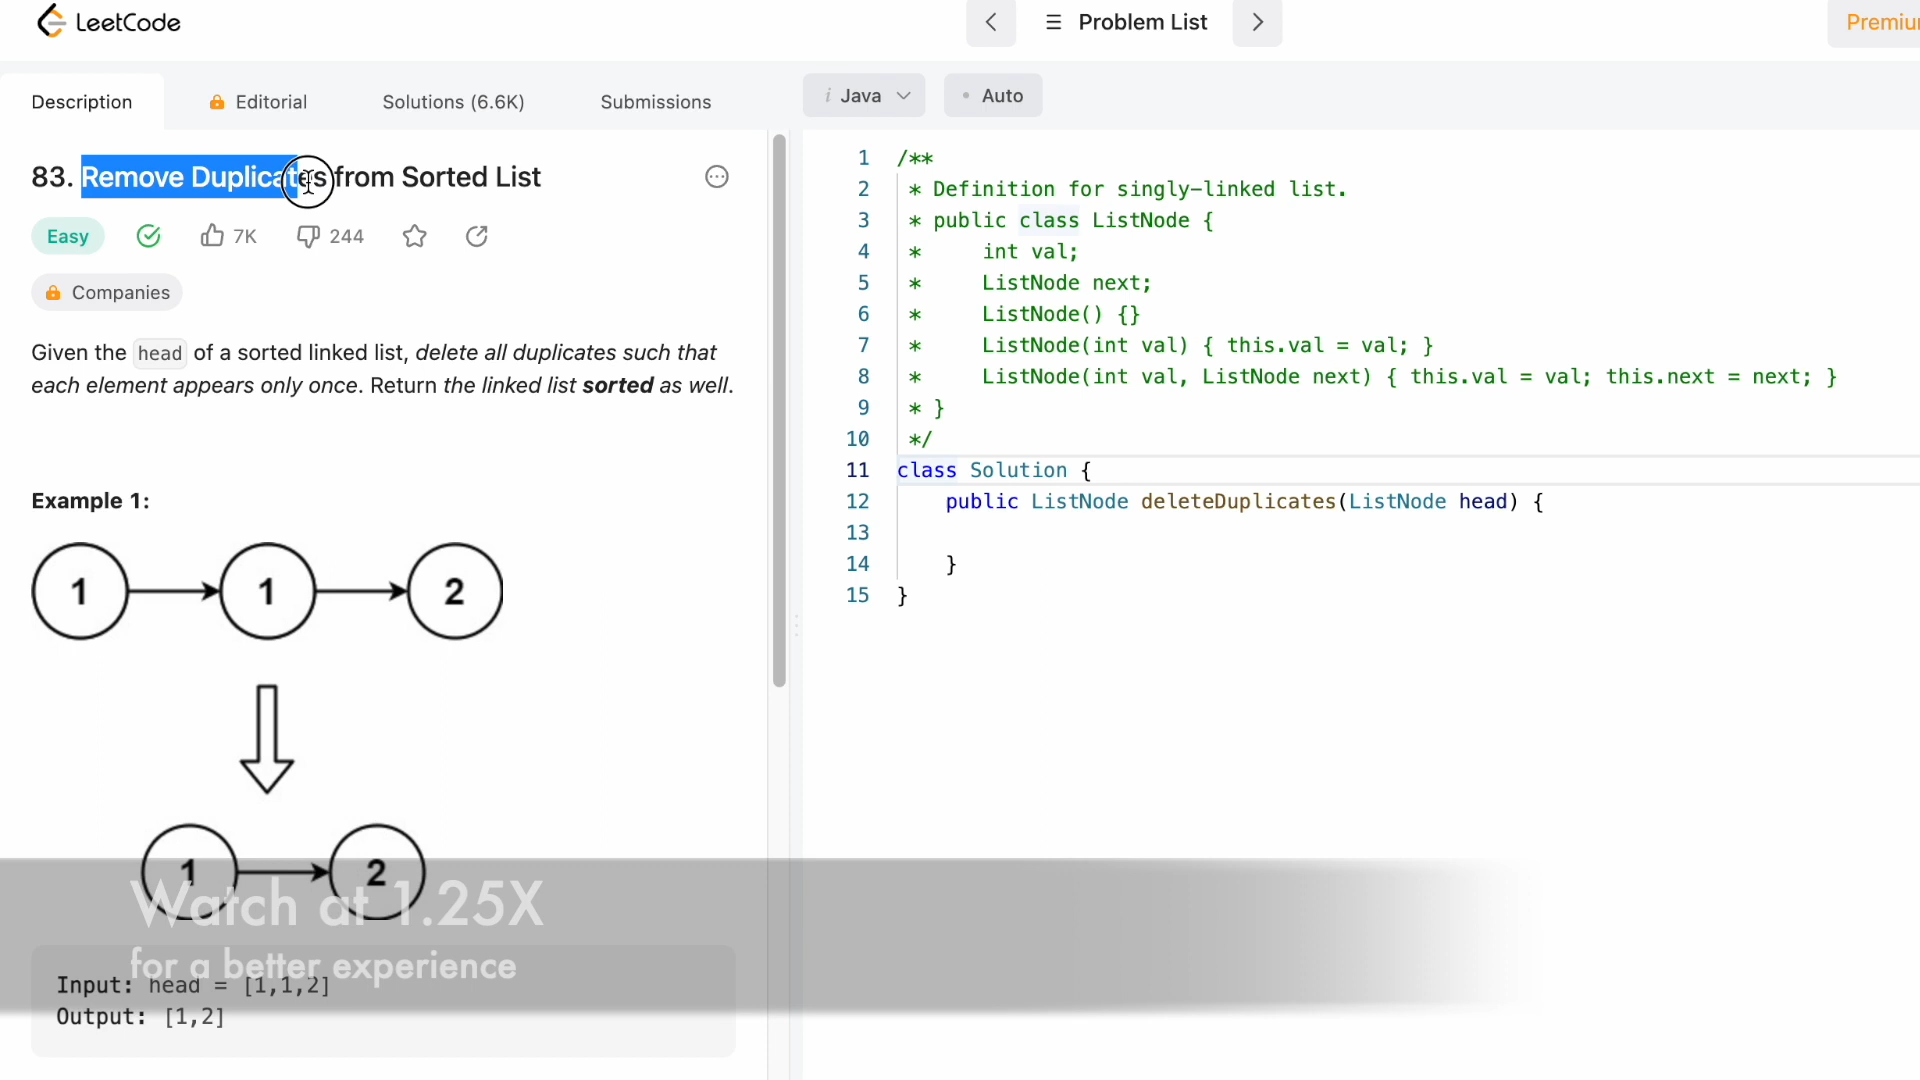 LeetCode
Problem List
Premiu
Description
Editorial
Solutions (6.6K)
Submissions
i Java
Auto
83. Remove Duplicates from Sorted List
Easy
7K
244
Companies
Given the head of a sorted linked list, delete all duplicates such that
each element appears only once. Return the linked list sorted as well.
Example 1:
1 1 2
1 2
Watch at 1.25X
for a better experience
Input: head = [1,1,2]
Output: [1,2]
1 /**
2 * Definition for singly-linked list.
3 * public class ListNode {
4 *     int val;
5 *     ListNode next;
6 *     ListNode() {}
7 *     ListNode(int val) { this.val = val; }
8 *     ListNode(int val, ListNode next) { this.val = val; this.next = next; }
9 * }
10 */
11 class Solution {
12     public ListNode deleteDuplicates(ListNode head) {
13
14     }
15 }